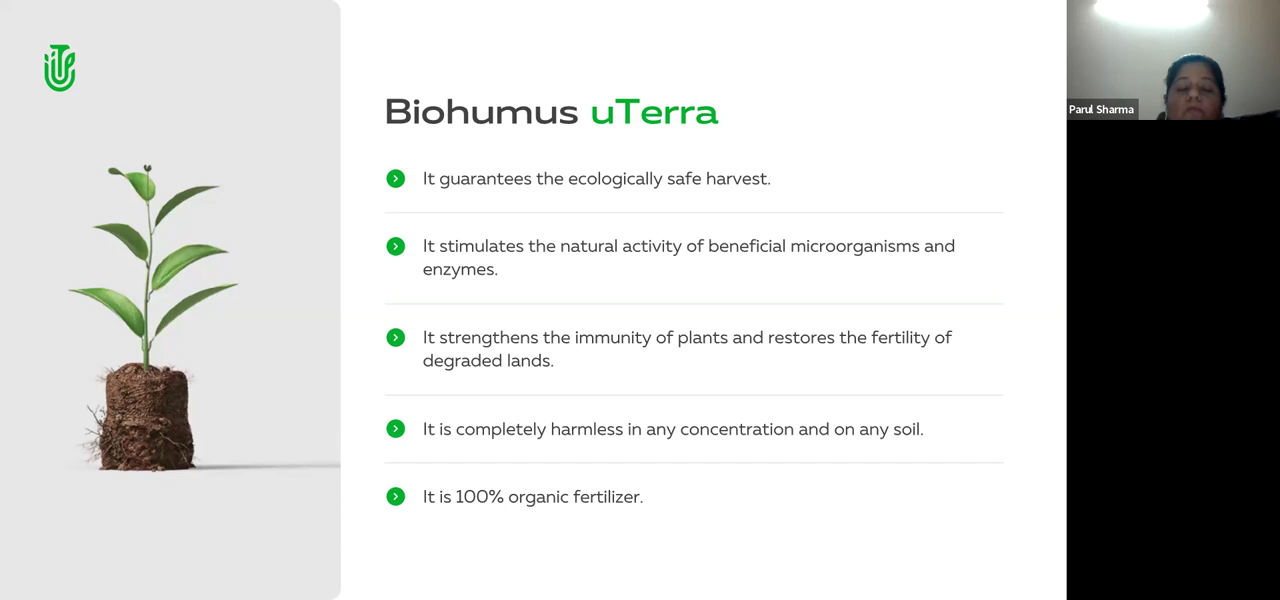 Biohumus uTerra
It guarantees the ecologically safe harvest.
It stimulates the natural activity of beneficial microorganisms and
enzymes.
It strengthens the immunity of plants and restores the fertility of
degraded lands.
It is completely harmless in any concentration and on any soil.
It is 100% organic fertilizer.
Parul Sharma